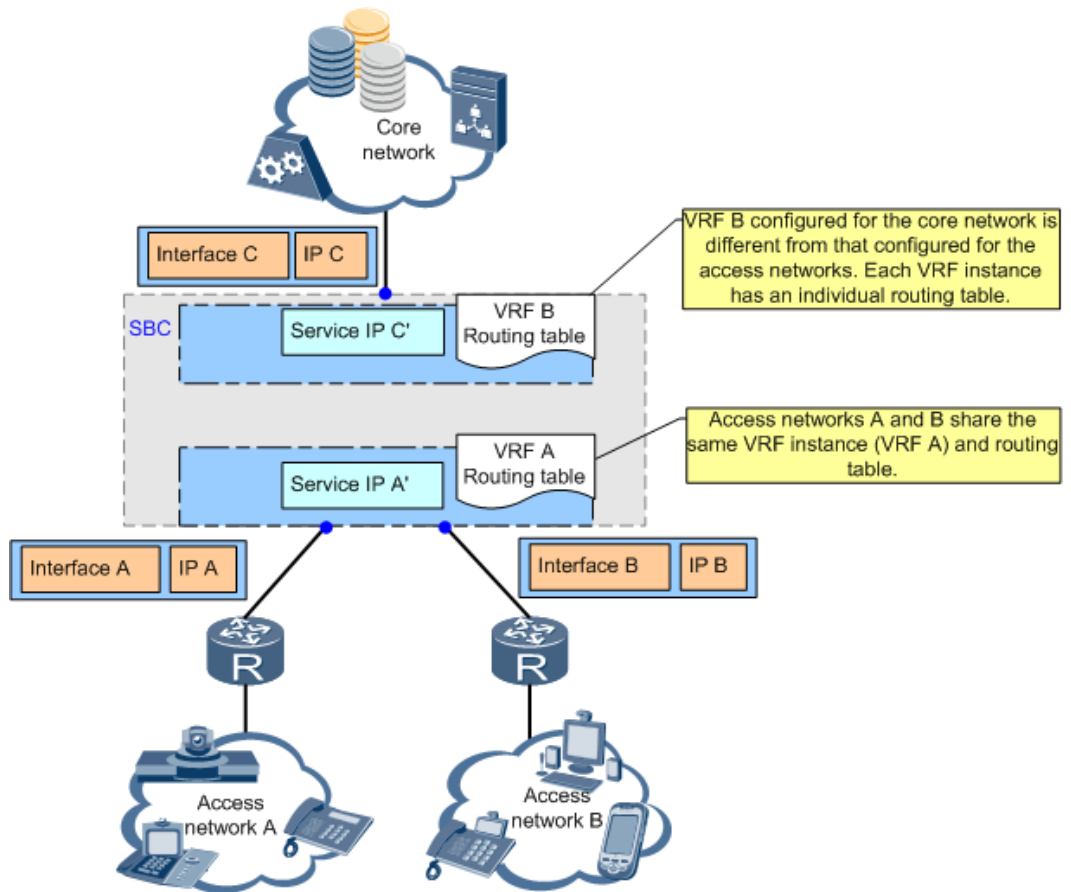 Core
network
Interface C
IP C
VRF B configured for the core network is
different from that configured for the
access networks. Each VRF instance
has an individual routing table.
SBC
Service IP C'
VRF B
Routing table
Access networks A and B share the
same VRF instance (VRF A) and routing
table.
VRF A
Routing table
Service IP A'
Interface A
IP A
Interface B
IP B
R
R
Access
network A
Access
network B